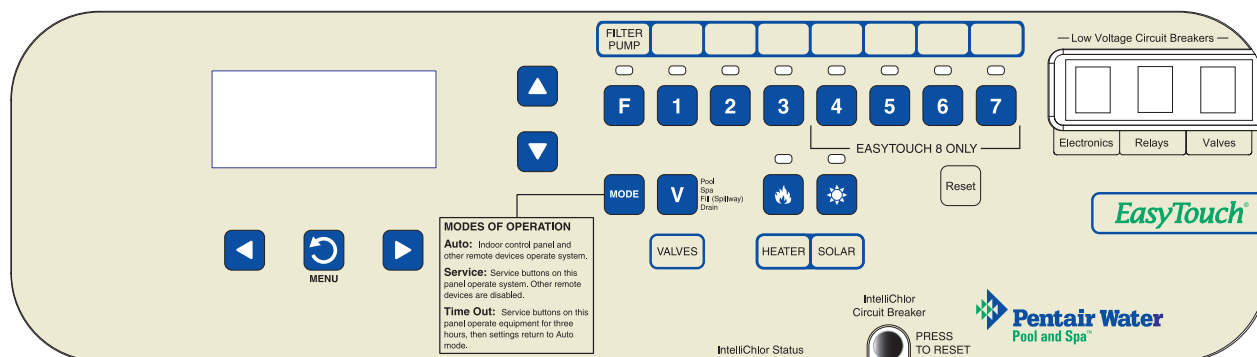 FILTER
PUMP
— Low Voltage Circuit Breakers —
F 1 2 3 4 5 6 7
EASYTOUCH 8 ONLY
Electronics Relays Valves
MODE V
Pool
Spa
Fill (Spillway)
Drain
Reset
EasyTouch®
MENU
MODES OF OPERATION
Auto: Indoor control panel and
other remote devices operate system.
Service: Service buttons on this
panel operate system. Other remote
devices are disabled.
Time Out: Service buttons on this
panel operate equipment for three
hours, then settings return to Auto
mode.
VALVES
HEATER SOLAR
IntelliChlor
Circuit Breaker
PRESS
TO RESET
IntelliChlor Status
Pentair Water
Pool and Spa™